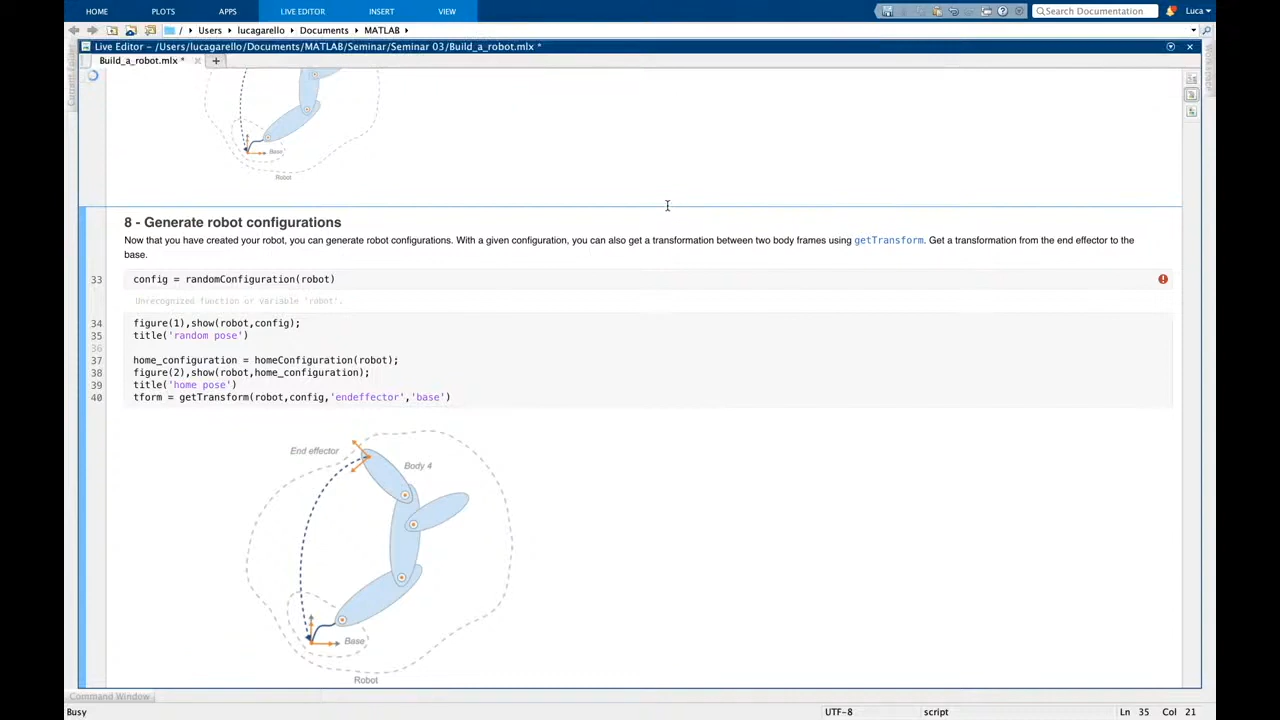 HOME PLOTS APPS LIVE EDITOR INSERT VIEW Search Documentation Luca
/ Users lucagarello Documents MATLAB
Live Editor - /Users/lucagarello/Documents/MATLAB/Seminar/Seminar 03/Build_a_robot.mlx *
Build_a_robot.mlx * × +
Current Folder
Workspace
Base
Robot
8 - Generate robot configurations
Now that you have created your robot, you can generate robot configurations. With a given configuration, you can also get a transformation between two body frames using getTransform. Get a transformation from the end effector to the
base.
33 config = randomConfiguration(robot)
Unrecognized function or variable 'robot'.
34 figure(1),show(robot,config);
35 title('random pose')
36
37 home_configuration = homeConfiguration(robot);
38 figure(2),show(robot,home_configuration);
39 title('home pose')
40 tform = getTransform(robot,config,'endeffector','base')
End effector
Body 4
Base
Robot
Command Window
Busy UTF-8 script Ln 35 Col 21